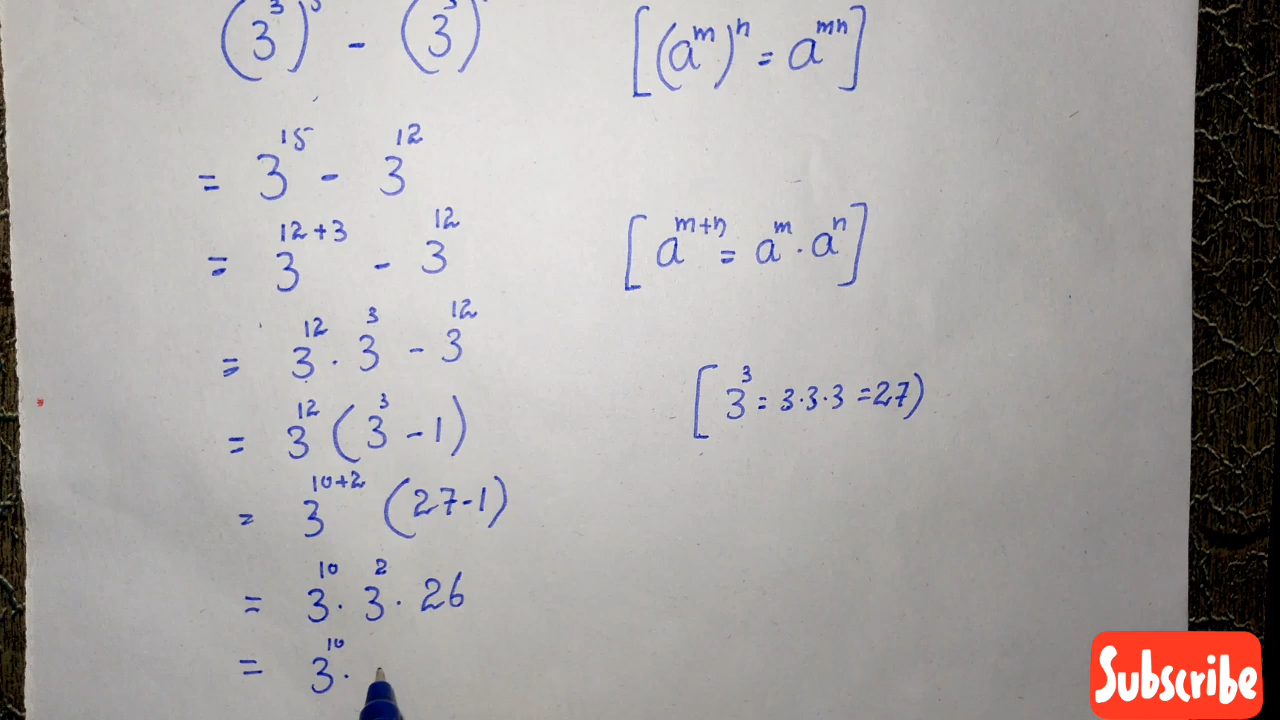 (3³)⁵ - (3³) [(aᵐ)ⁿ = aᵐⁿ]
= 3¹⁵ - 3¹²
= 3¹²⁺³ - 3¹² [aᵐ⁺ⁿ = aᵐ · aⁿ]
= 3¹² · 3³ - 3¹²
= 3¹² (3³ - 1) [3³ = 3·3·3 = 27)
= 3¹⁰⁺² (27-1)
= 3¹⁰ · 3² · 26
= 3¹⁰ ·
Subscribe